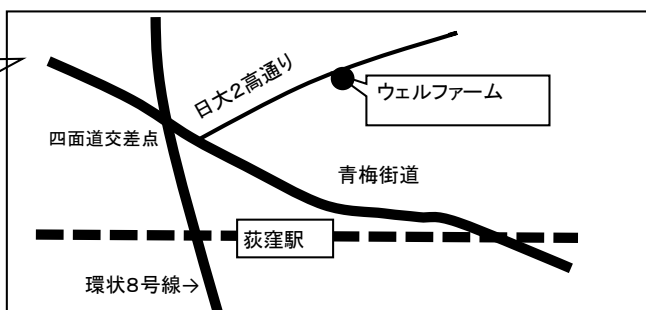 日大2高通り
ウェルファーム
四面道交差点
青梅街道
荻窪駅
環状8号線→